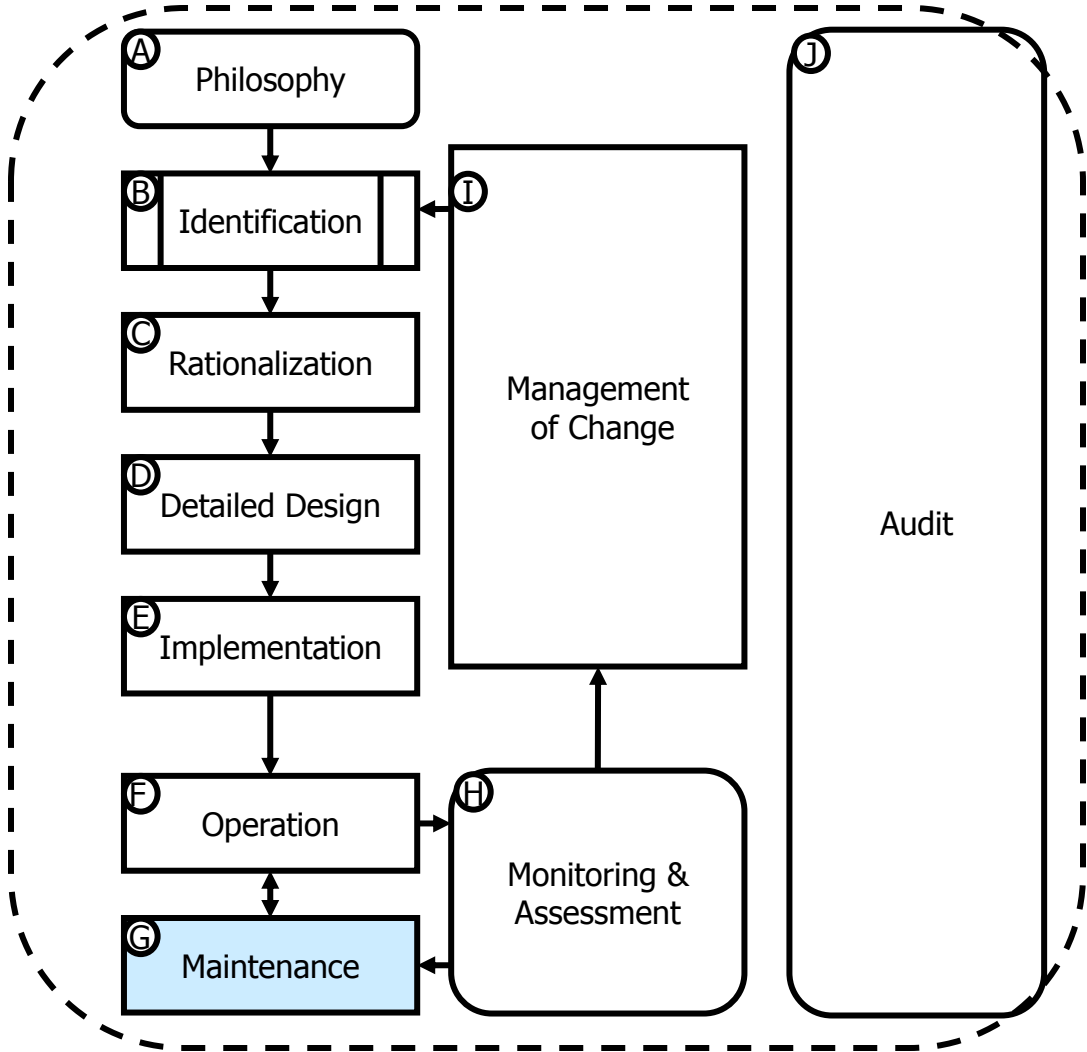 A
Philosophy
B
Identification
C
Rationalization
D
Detailed Design
E
Implementation
F
Operation
G
Maintenance
H
Monitoring &
Assessment
I
Management
of Change
J
Audit